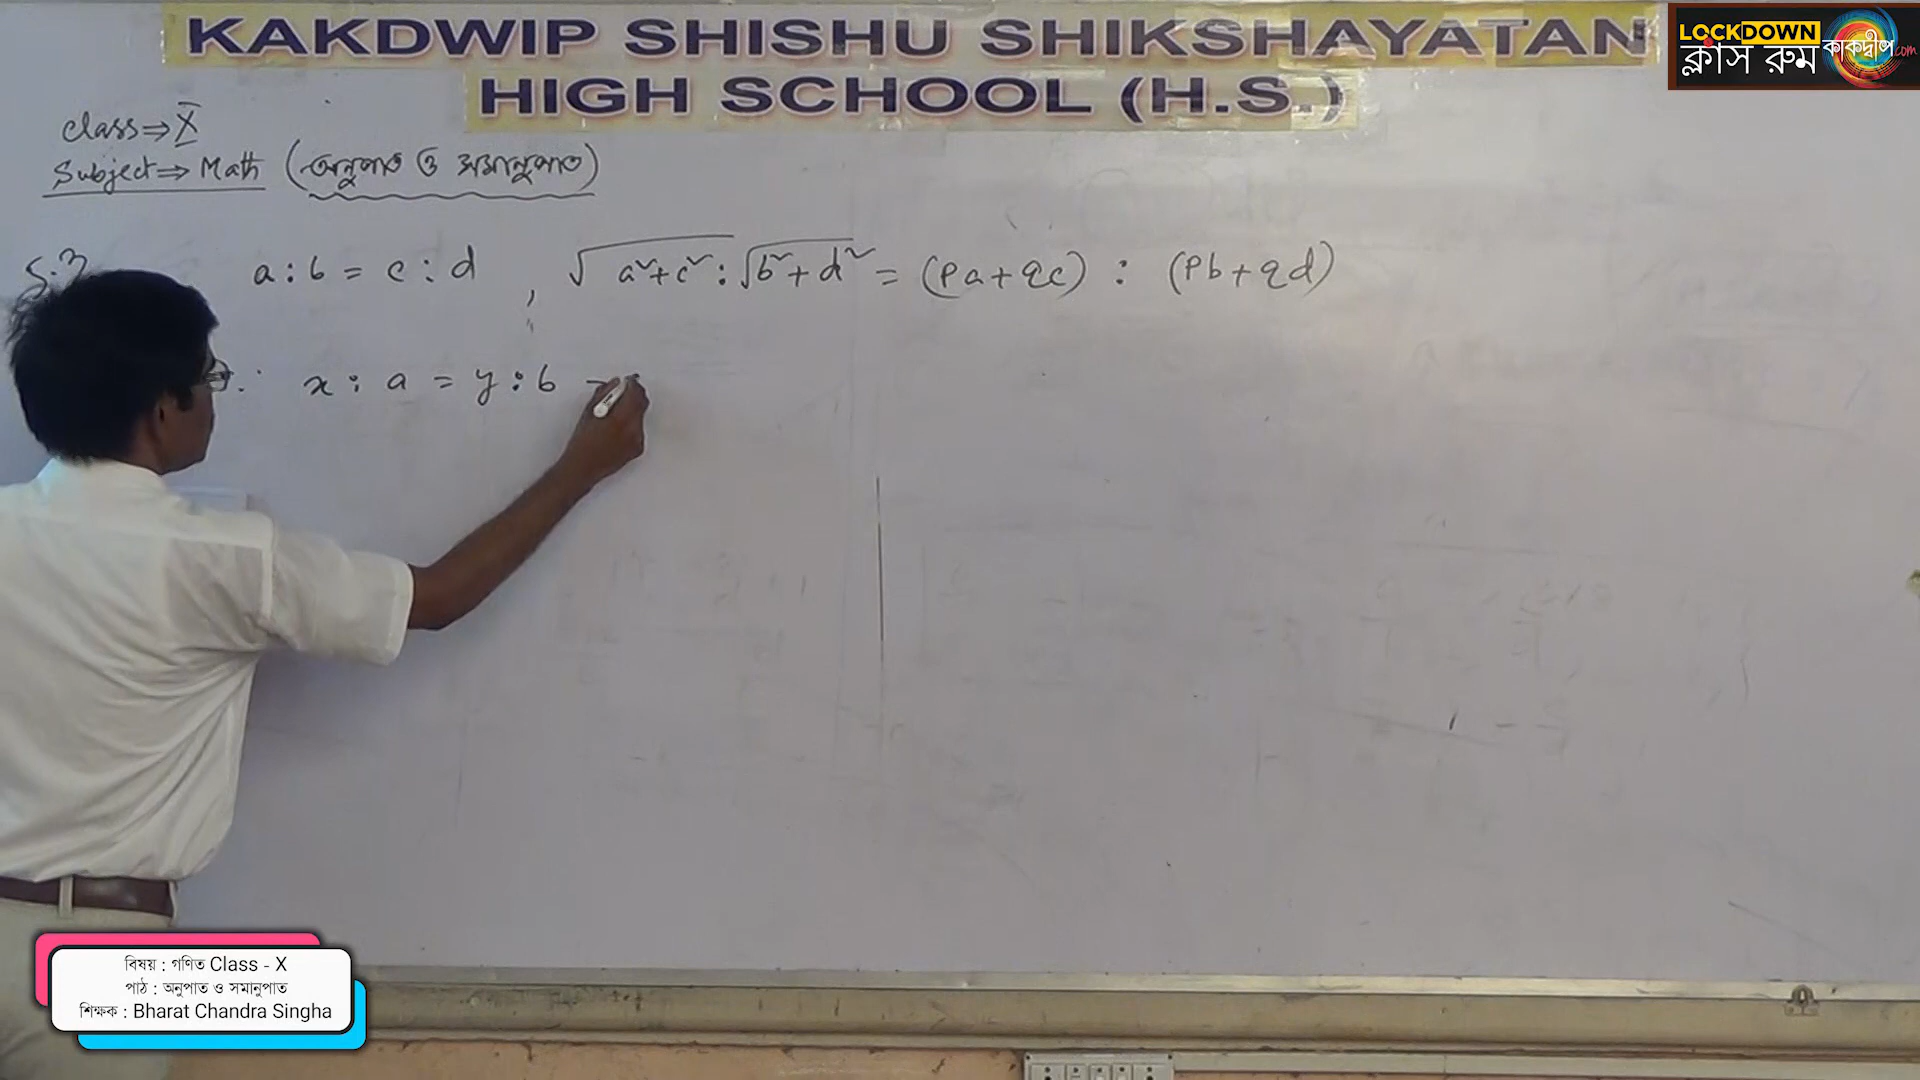 KAKDWIP SHISHU SHIKSHAYATAN
HIGH SCHOOL (H.S.)
LOCKDOWN
ক্লাস রুম কাকদ্বীপ.com
Class ⇒ X
Subject ⇒ Math (অনুপাত ও সমানুপাত)
a : b = c : d , √a²+c² : √b²+d² = (pa+qc) : (pb+qd)
x : a = y : b
বিষয় : গণিত Class - X
পাঠ : অনুপাত ও সমানুপাত
শিক্ষক : Bharat Chandra Singha